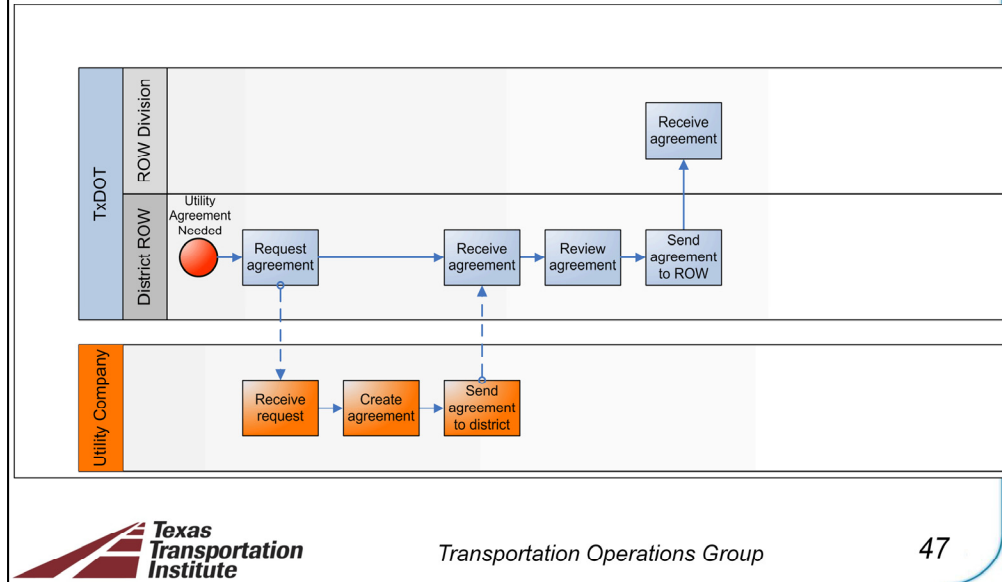 TxDOT
ROW Division
Receive
agreement
District ROW
Utility
Agreement
Needed
Request
agreement
Receive
agreement
Review
agreement
Send
agreement
to ROW
Utility Company
Receive
request
Create
agreement
Send
agreement
to district
Texas
Transportation
Institute
Transportation Operations Group
47